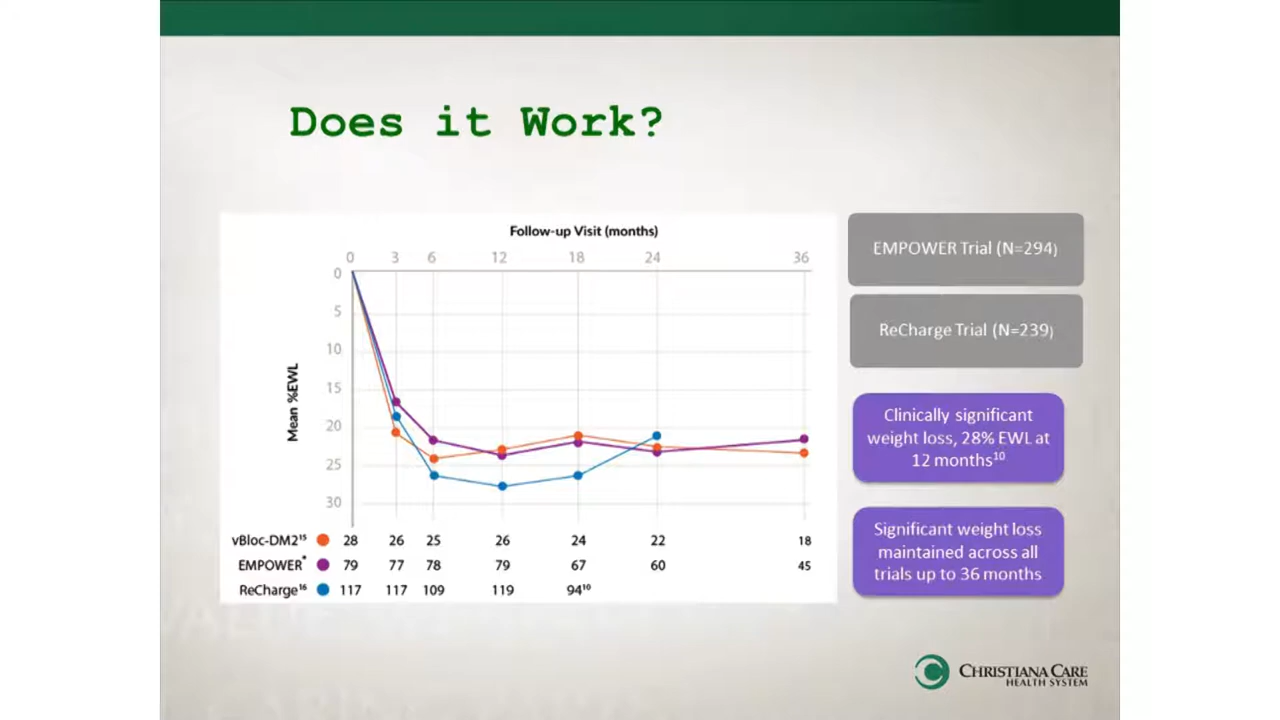 Does it Work?
Follow-up Visit (months)
0 3 6 12 18 24 36
0
5
10
15
20
25
30
Mean %EWL
vBloc-DM2¹⁵ 28 26 25 26 24 22 18
EMPOWER* 79 77 78 79 67 60 45
ReCharge¹⁶ 117 117 109 119 94¹⁰
EMPOWER Trial (N=294)
ReCharge Trial (N=239)
Clinically significant
weight loss, 28% EWL at
12 months¹⁰
Significant weight loss
maintained across all
trials up to 36 months
CHRISTIANA CARE
HEALTH SYSTEM